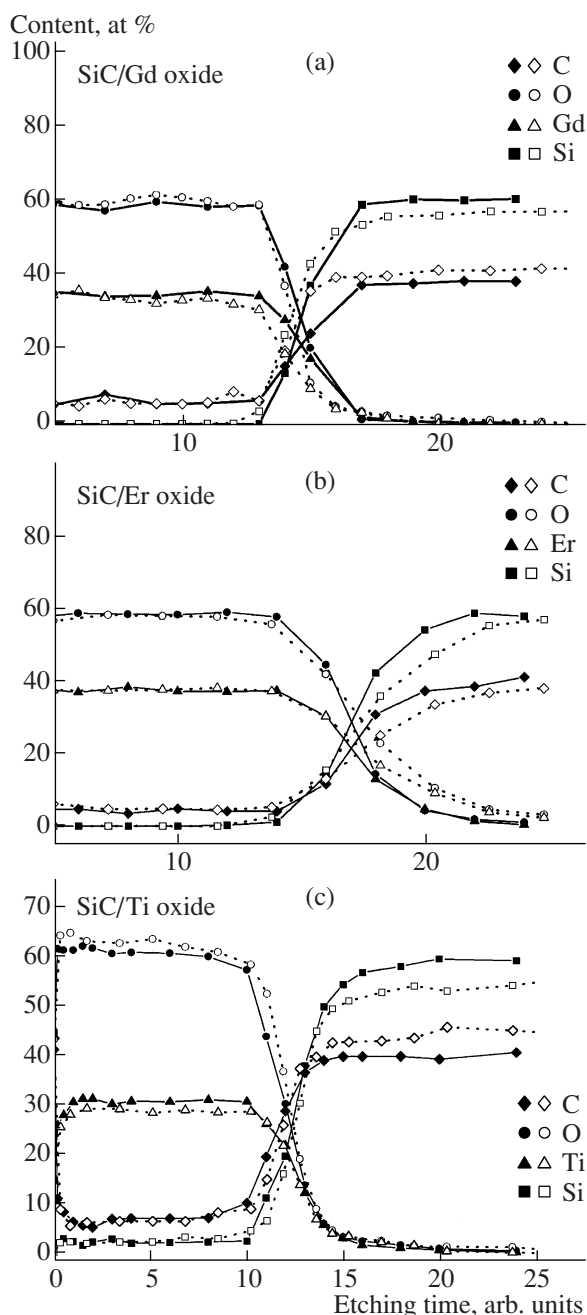 Content, at %
100
SiC/Gd oxide
(a)
C
O
Gd
Si
80
60
40
20
0
10
20
(b)
SiC/Er oxide
C
O
Er
Si
80
60
40
20
0
10
20
(c)
SiC/Ti oxide
70
60
50
40
30
20
10
0
C
O
Ti
Si
0
5
10
15
20
25
Etching time, arb. units